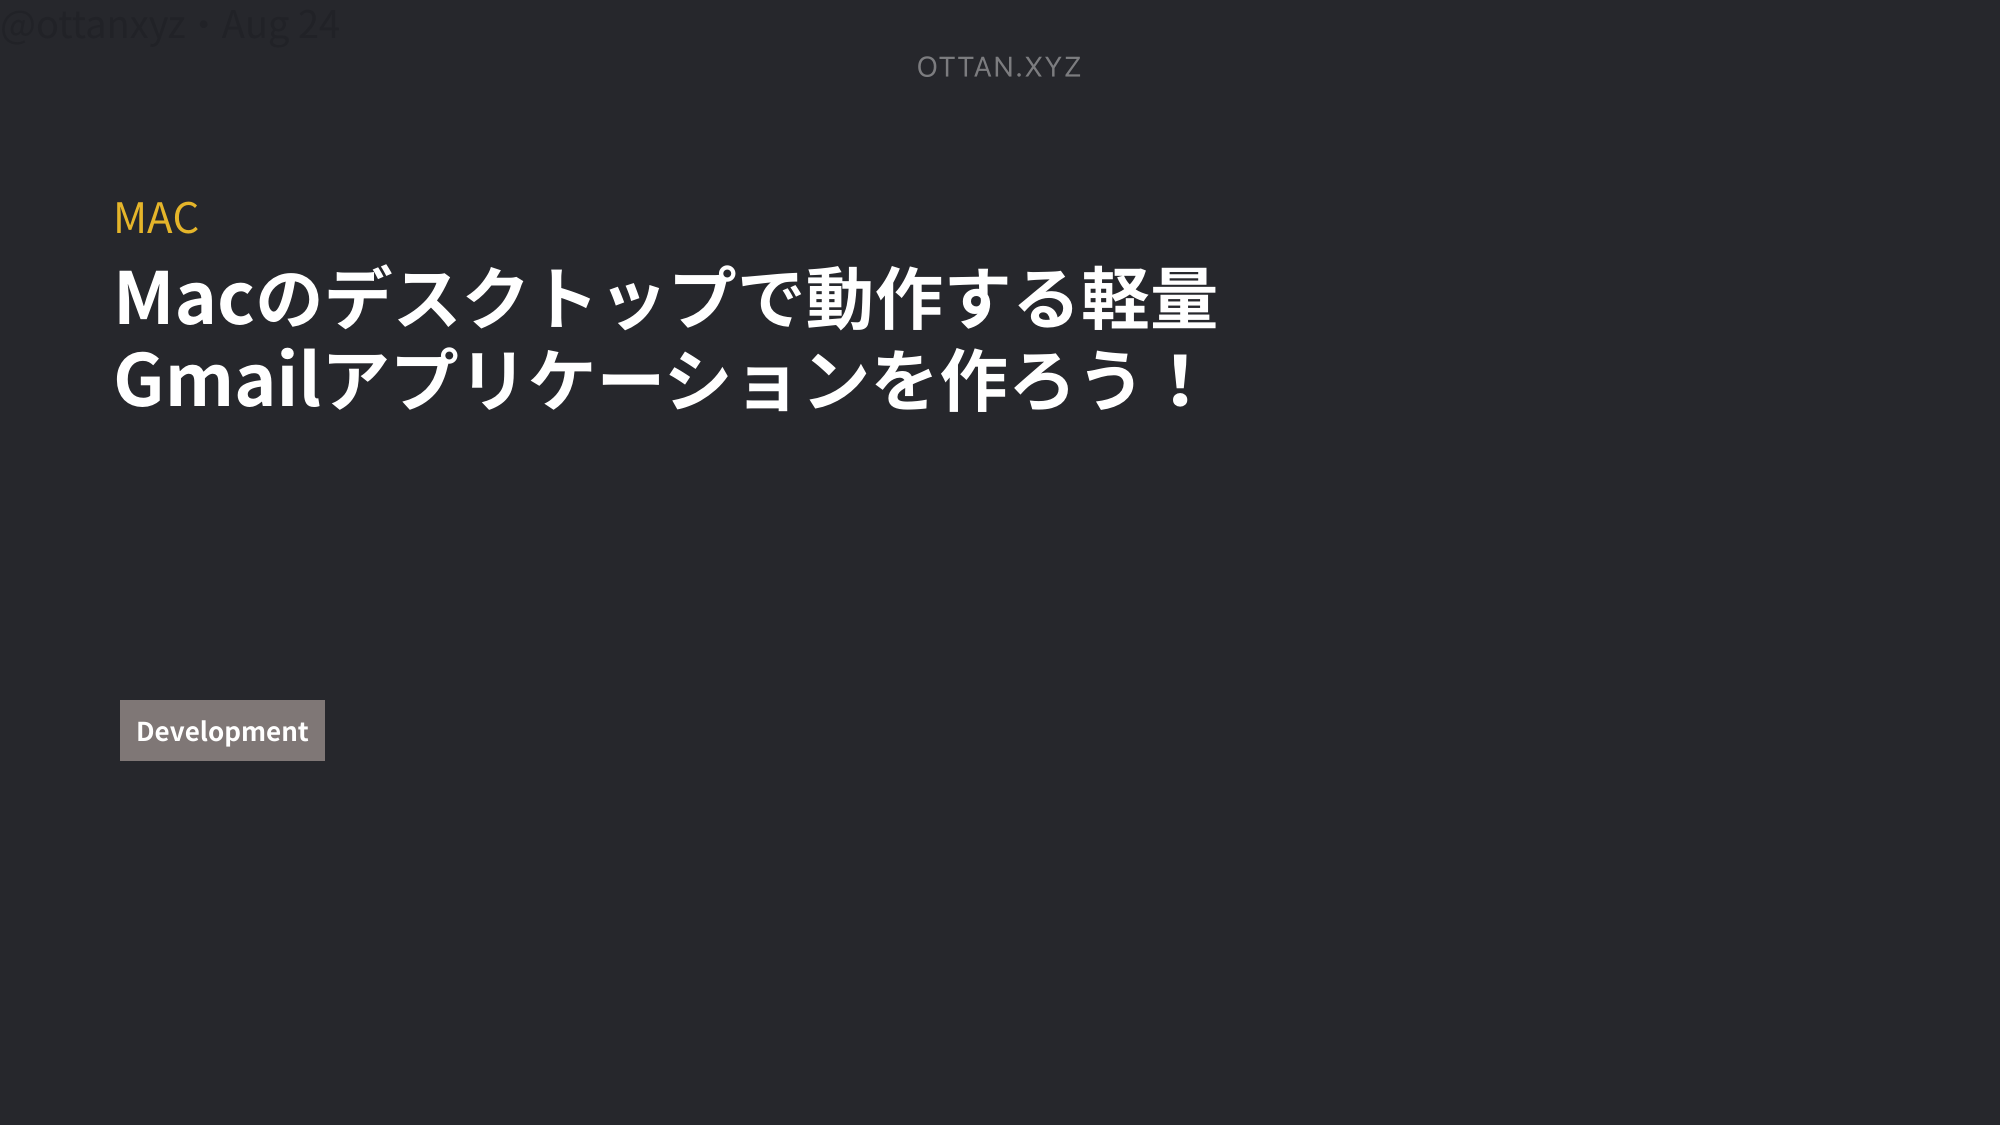 @ottanxyz・Aug 24
OTTAN.XYZ
MAC
Macのデスクトップで動作する軽量
Gmailアプリケーションを作ろう！
Development